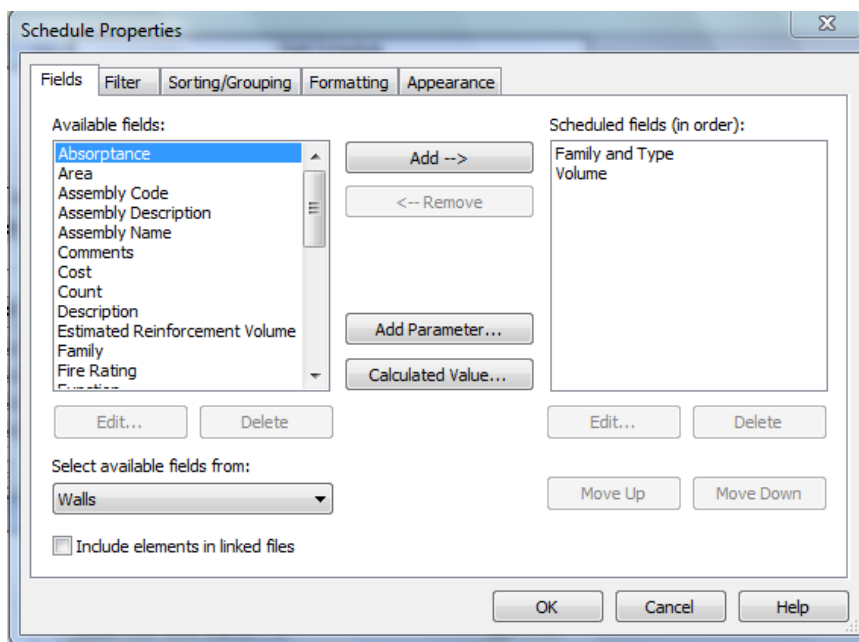 Schedule Properties
Fields
Filter
Sorting/Grouping
Formatting
Appearance
Available fields:
Absorptance
Area
Assembly Code
Assembly Description
Assembly Name
Comments
Cost
Count
Description
Estimated Reinforcement Volume
Family
Fire Rating
Add -->
<-- Remove
Add Parameter...
Calculated Value...
Scheduled fields (in order):
Family and Type
Volume
Edit...
Delete
Edit...
Delete
Select available fields from:
Walls
Move Up
Move Down
Include elements in linked files
OK
Cancel
Help